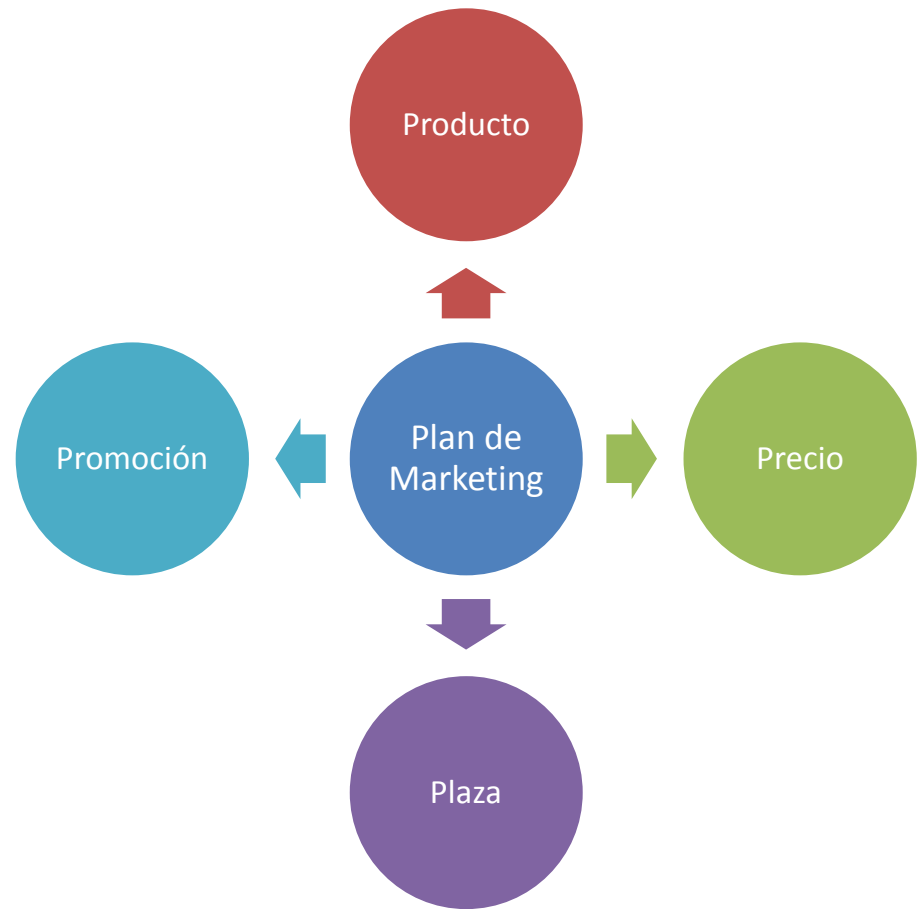 Producto
Promoción
Plan de
Marketing
Precio
Plaza